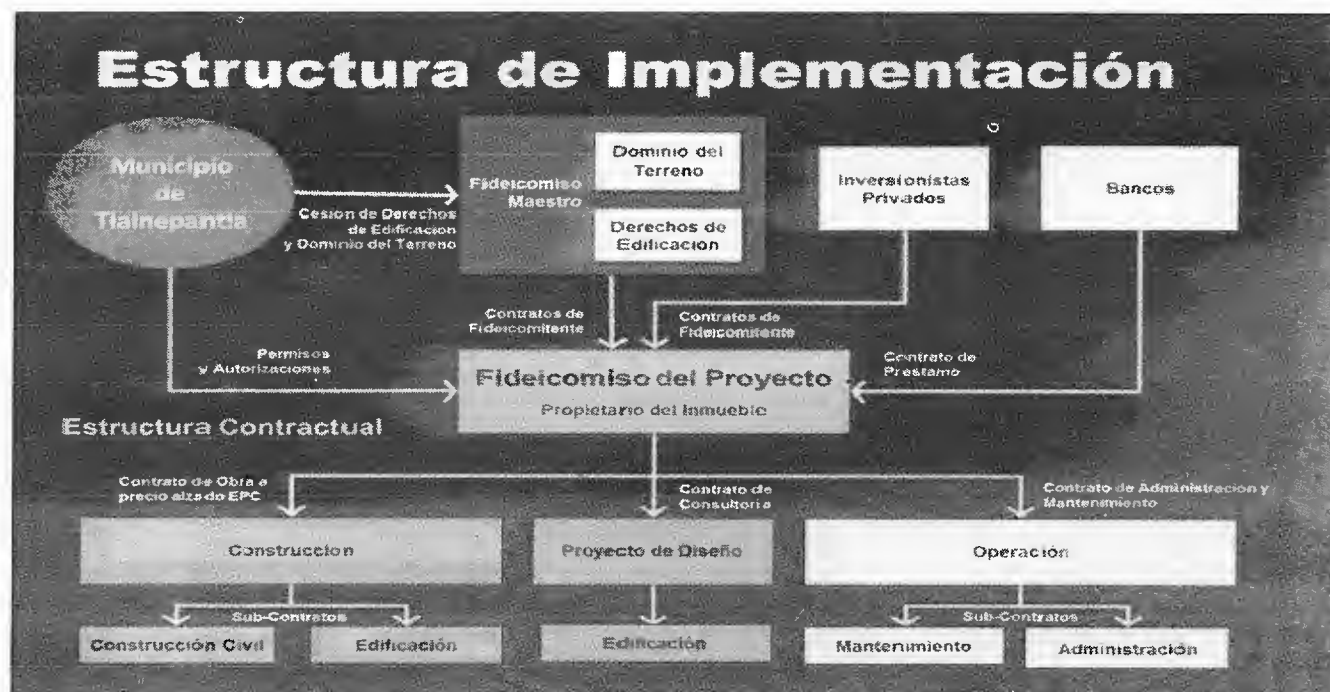 Estructura de Implementación
Municipio
de
Tlalnepantla
Cesión de Derechos
de Edificacion
y Dominio del Terreno
Fideicomiso
Maestro
Dominio del
Terreno
Derechos de
Edificación
Inversionistas
Privados
Bancos
Contratos de
Fideicomitente
Contratos de
Fideicomitente
Permisos
y Autorizaciones
Contrato de
Prestamo
Fideicomiso del Proyecto
Propietario del Inmueble
Estructura Contractual
Contrato de Obra a
precio alzado EPC
Contrato de
Consultoria
Contrato de Administracion y
Mantenimiento
Construccion
Proyecto de Diseño
Operación
Sub-Contratos
Sub-Contratos
Construcción Civil
Edificación
Edificación
Mantenimiento
Administración